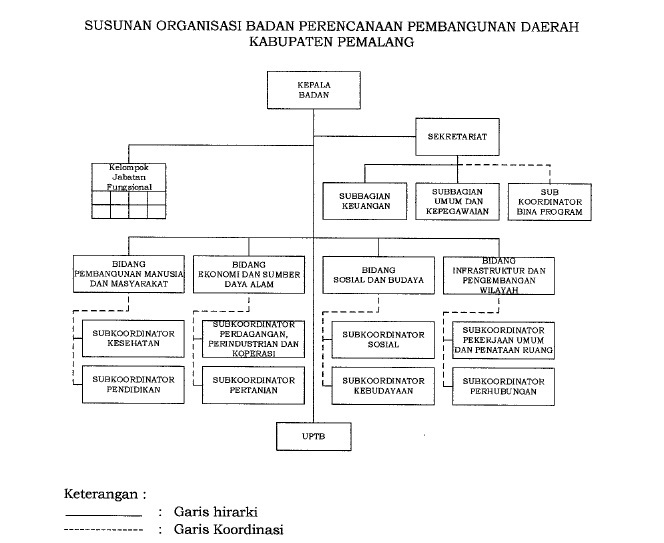 SUSUNAN ORGANISASI BADAN PERENCANAAN PEMBANGUNAN DAERAH
KABUPATEN PEMALANG
KEPALA
BADAN
SEKRETARIAT
Kelompok
Jabatan
Fungsional
SUBBAGIAN
KEUANGAN
SUBBAGIAN
UMUM DAN
KEPEGAWAIAN
SUB
KOORDINATOR
BINA PROGRAM
BIDANG
PEMBANGUNAN MANUSIA
DAN MASYARAKAT
BIDANG
EKONOMI DAN SUMBER
DAYA ALAM
BIDANG
SOSIAL DAN BUDAYA
BIDANG
INFRASTRUKTUR DAN
PENGEMBANGAN
WILAYAH
SUBKOORDINATOR
KESEHATAN
SUBKOORDINATOR
PERDAGANGAN,
PERINDUSTRIAN DAN
KOPERASI
SUBKOORDINATOR
SOSIAL
SUBKOORDINATOR
PEKERJAAN UMUM
DAN PENATAAN RUANG
SUBKOORDINATOR
PENDIDIKAN
SUBKOORDINATOR
PERTANIAN
SUBKOORDINATOR
KEBUDAYAAN
SUBKOORDINATOR
PERHUBUNGAN
UPTB
Keterangan :
: Garis hirarki
: Garis Koordinasi